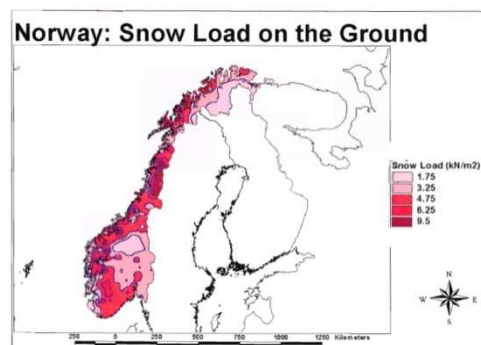 Norway: Snow Load on the Ground
Snow Load (kN/m2)
1.75
3.25
4.75
6.25
9.5
N
W E
S
250 0 250 500 750 1000 1250 Kilometers